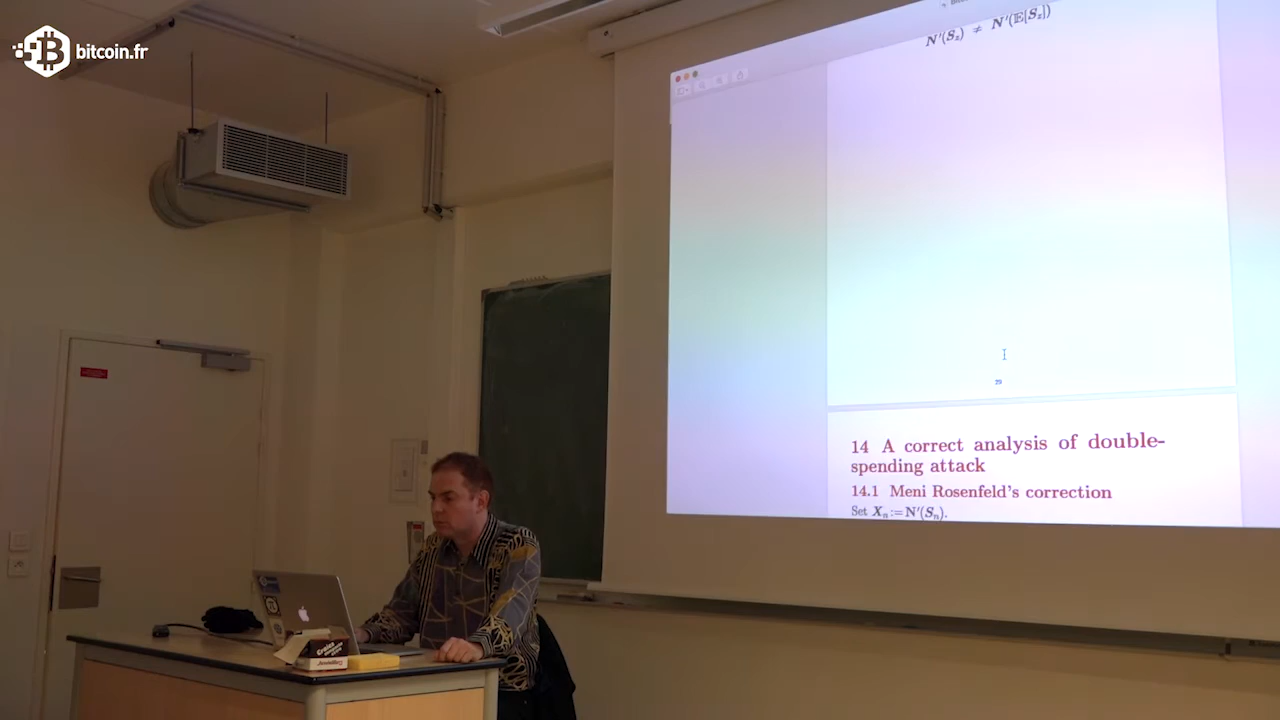 bitcoin.fr
N'(S_z) ≠ N'(𝔼[S_z])
29
14 A correct analysis of double-
spending attack
14.1 Meni Rosenfeld's correction
Set X_n := N'(S_n).